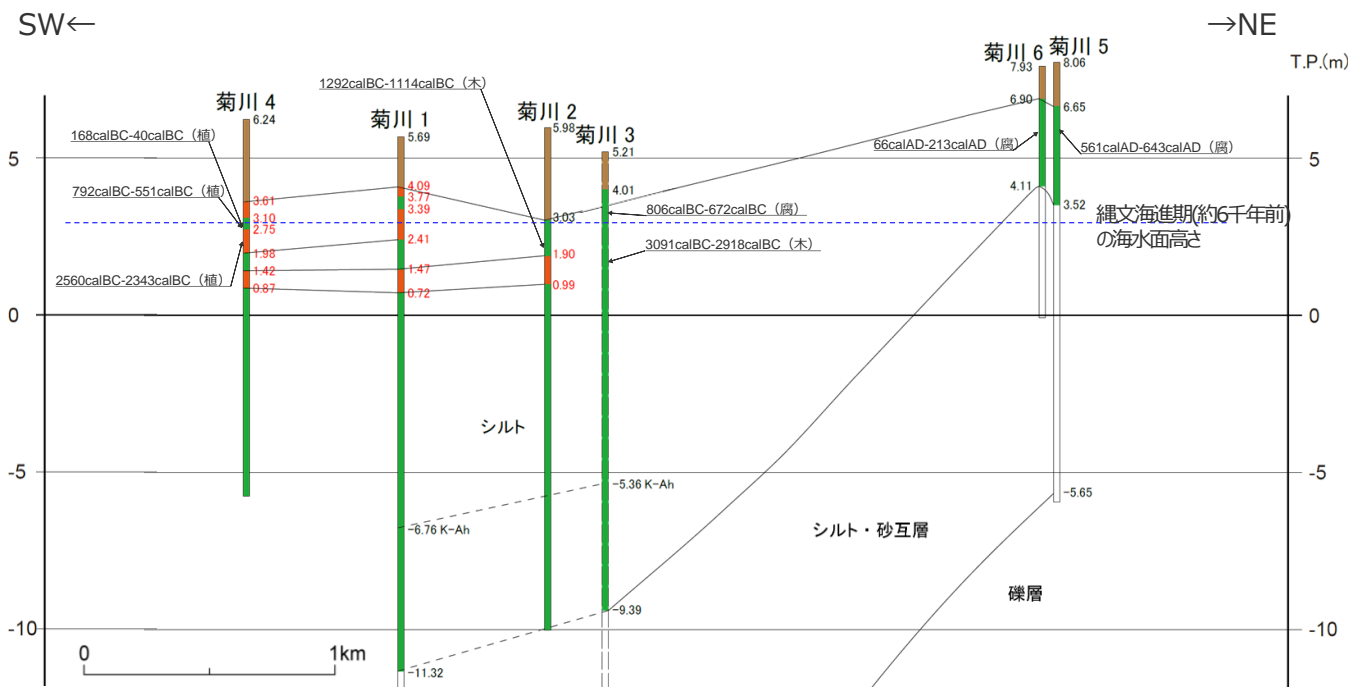 SW←
→NE
T.P.(m)
菊川 4
6.24
菊川 1
5.69
菊川 2
5.98
菊川 3
5.21
菊川 6
7.93
菊川 5
8.06
1292calBC-1114calBC（木）
168calBC-40calBC（植）
792calBC-551calBC（植）
2560calBC-2343calBC（植）
3.61
3.10
2.75
1.98
1.42
0.87
4.09
3.77
3.39
2.41
1.47
0.72
3.03
1.90
0.99
4.01
806calBC-672calBC（腐）
3091calBC-2918calBC（木）
6.90
6.65
66calAD-213calAD（腐）
561calAD-643calAD（腐）
4.11
3.52
縄文海進期(約6千年前)
の海水面高さ
5
5
0
0
シルト
-5
-5
-5.36 K-Ah
-6.76 K-Ah
-5.65
シルト・砂互層
礫層
-9.39
-10
-10
-11.32
0
1km